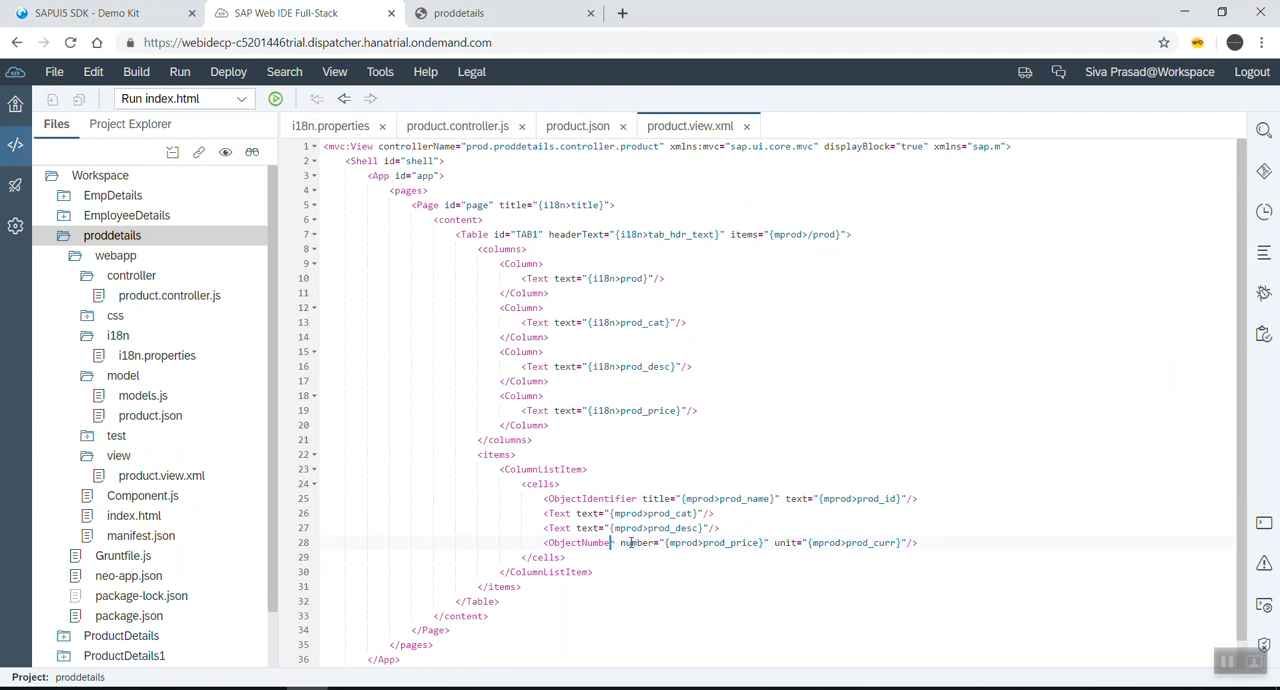 SAPUI5 SDK - Demo Kit
SAP Web IDE Full-Stack
proddetails
https://webidecp-c5201446trial.dispatcher.hanatrial.ondemand.com
File Edit Build Run Deploy Search View Tools Help Legal
Siva Prasad@Workspace Logout
Run index.html
Files Project Explorer
i18n.properties product.controller.js product.json product.view.xml
Workspace
EmpDetails
EmployeeDetails
proddetails
webapp
controller
product.controller.js
css
i18n
i18n.properties
model
models.js
product.json
test
view
product.view.xml
Component.js
index.html
manifest.json
Gruntfile.js
neo-app.json
package-lock.json
package.json
ProductDetails
ProductDetails1
1 <mvc:View controllerName="prod.proddetails.controller.product" xmlns:mvc="sap.ui.core.mvc" displayBlock="true" xmlns="sap.m">
2 <Shell id="shell">
3 <App id="app">
4 <pages>
5 <Page id="page" title="{i18n>title}">
6 <content>
7 <Table id="TAB1" headerText="{i18n>tab_hdr_text}" items="{mprod>/prod}">
8 <columns>
9 <Column>
10 <Text text="{i18n>prod}"/>
11 </Column>
12 <Column>
13 <Text text="{i18n>prod_cat}"/>
14 </Column>
15 <Column>
16 <Text text="{i18n>prod_desc}"/>
17 </Column>
18 <Column>
19 <Text text="{i18n>prod_price}"/>
20 </Column>
21 </columns>
22 <items>
23 <ColumnListItem>
24 <cells>
25 <ObjectIdentifier title="{mprod>prod_name}" text="{mprod>prod_id}"/>
26 <Text text="{mprod>prod_cat}"/>
27 <Text text="{mprod>prod_desc}"/>
28 <ObjectNumber number="{mprod>prod_price}" unit="{mprod>prod_curr}"/>
29 </cells>
30 </ColumnListItem>
31 </items>
32 </Table>
33 </content>
34 </Page>
35 </pages>
36 </App>
Project: proddetails